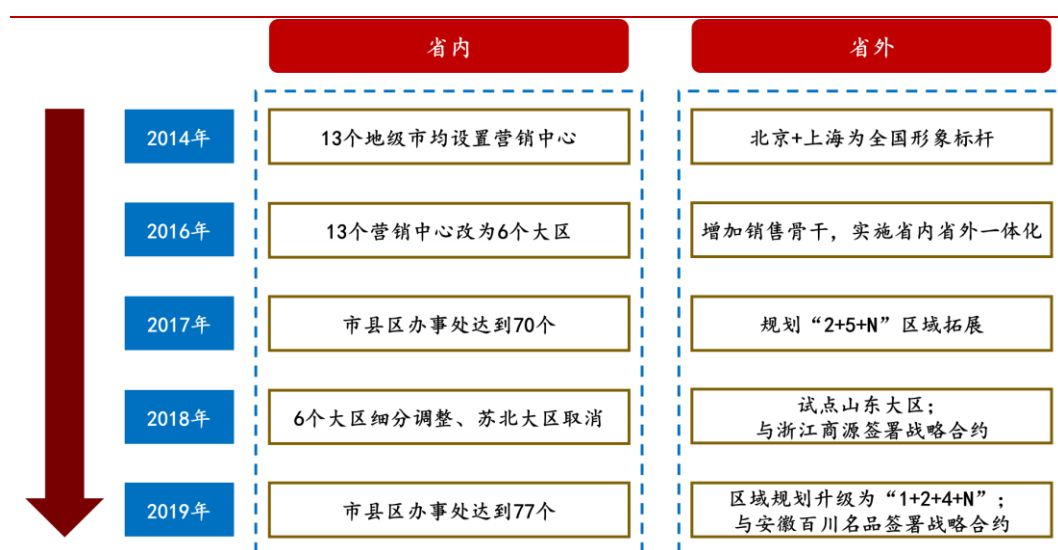 省内
省外
2014年
13个地级市均设置营销中心
北京+上海为全国形象标杆
2016年
13个营销中心改为6个大区
增加销售骨干，实施省内省外一体化
2017年
市县区办事处达到70个
规划“2+5+N”区域拓展
2018年
6个大区细分调整、苏北大区取消
试点山东大区；
与浙江商源签署战略合约
2019年
市县区办事处达到77个
区域规划升级为“1+2+4+N”；
与安徽百川名品签署战略合约